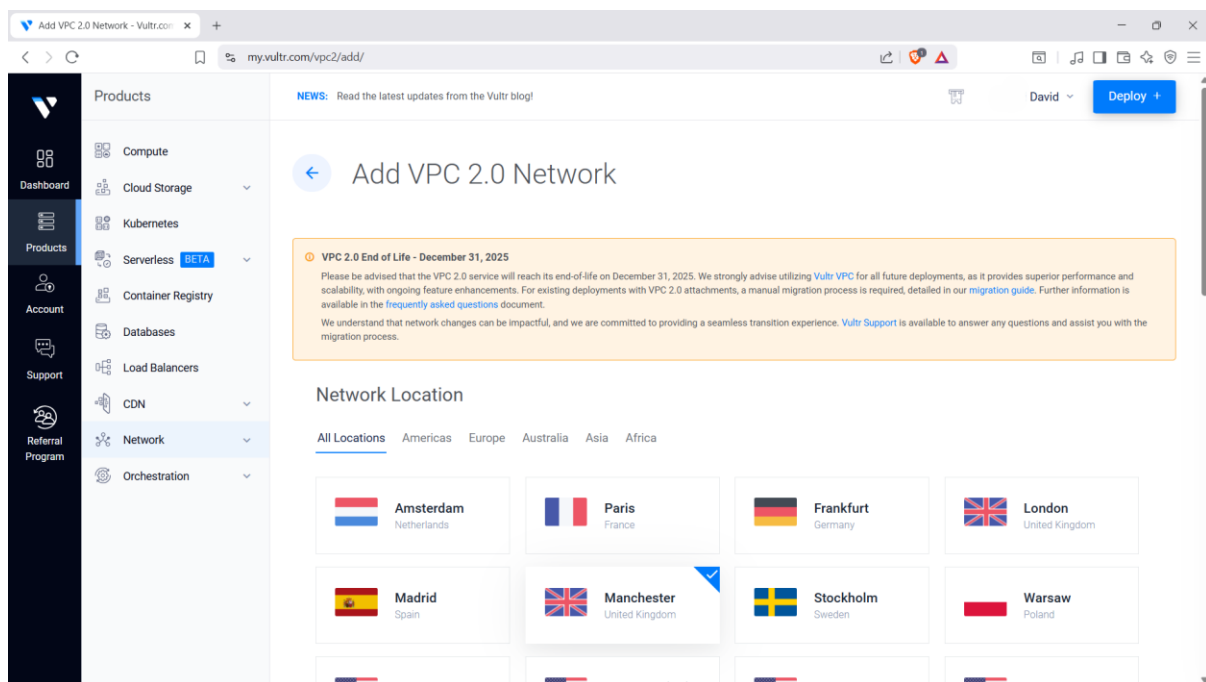 Add VPC 2.0 Network - Vultr.com
my.vultr.com/vpc2/add/
Products
NEWS: Read the latest updates from the Vultr blog!
David
Deploy +
Dashboard
Products
Account
Support
Referral
Program
Compute
Cloud Storage
Kubernetes
Serverless BETA
Container Registry
Databases
Load Balancers
CDN
Network
Orchestration
Add VPC 2.0 Network
VPC 2.0 End of Life - December 31, 2025
Please be advised that the VPC 2.0 service will reach its end-of-life on December 31, 2025. We strongly advise utilizing Vultr VPC for all future deployments, as it provides superior performance and
scalability, with ongoing feature enhancements. For existing deployments with VPC 2.0 attachments, a manual migration process is required, detailed in our migration guide. Further information is
available in the frequently asked questions document.
We understand that network changes can be impactful, and we are committed to providing a seamless transition experience. Vultr Support is available to answer any questions and assist you with the
migration process.
Network Location
All Locations Americas Europe Australia Asia Africa
Amsterdam
Netherlands
Paris
France
Frankfurt
Germany
London
United Kingdom
Madrid
Spain
Manchester
United Kingdom
Stockholm
Sweden
Warsaw
Poland